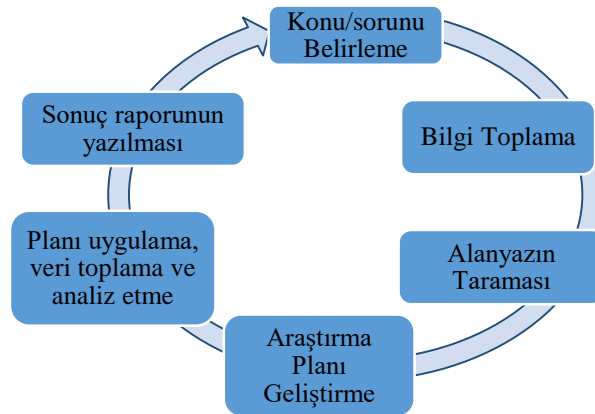 Konu/sorunu
Belirleme
Bilgi Toplama
Alanyazın
Taraması
Araştırma
Planı
Geliştirme
Planı uygulama,
veri toplama ve
analiz etme
Sonuç raporunun
yazılması